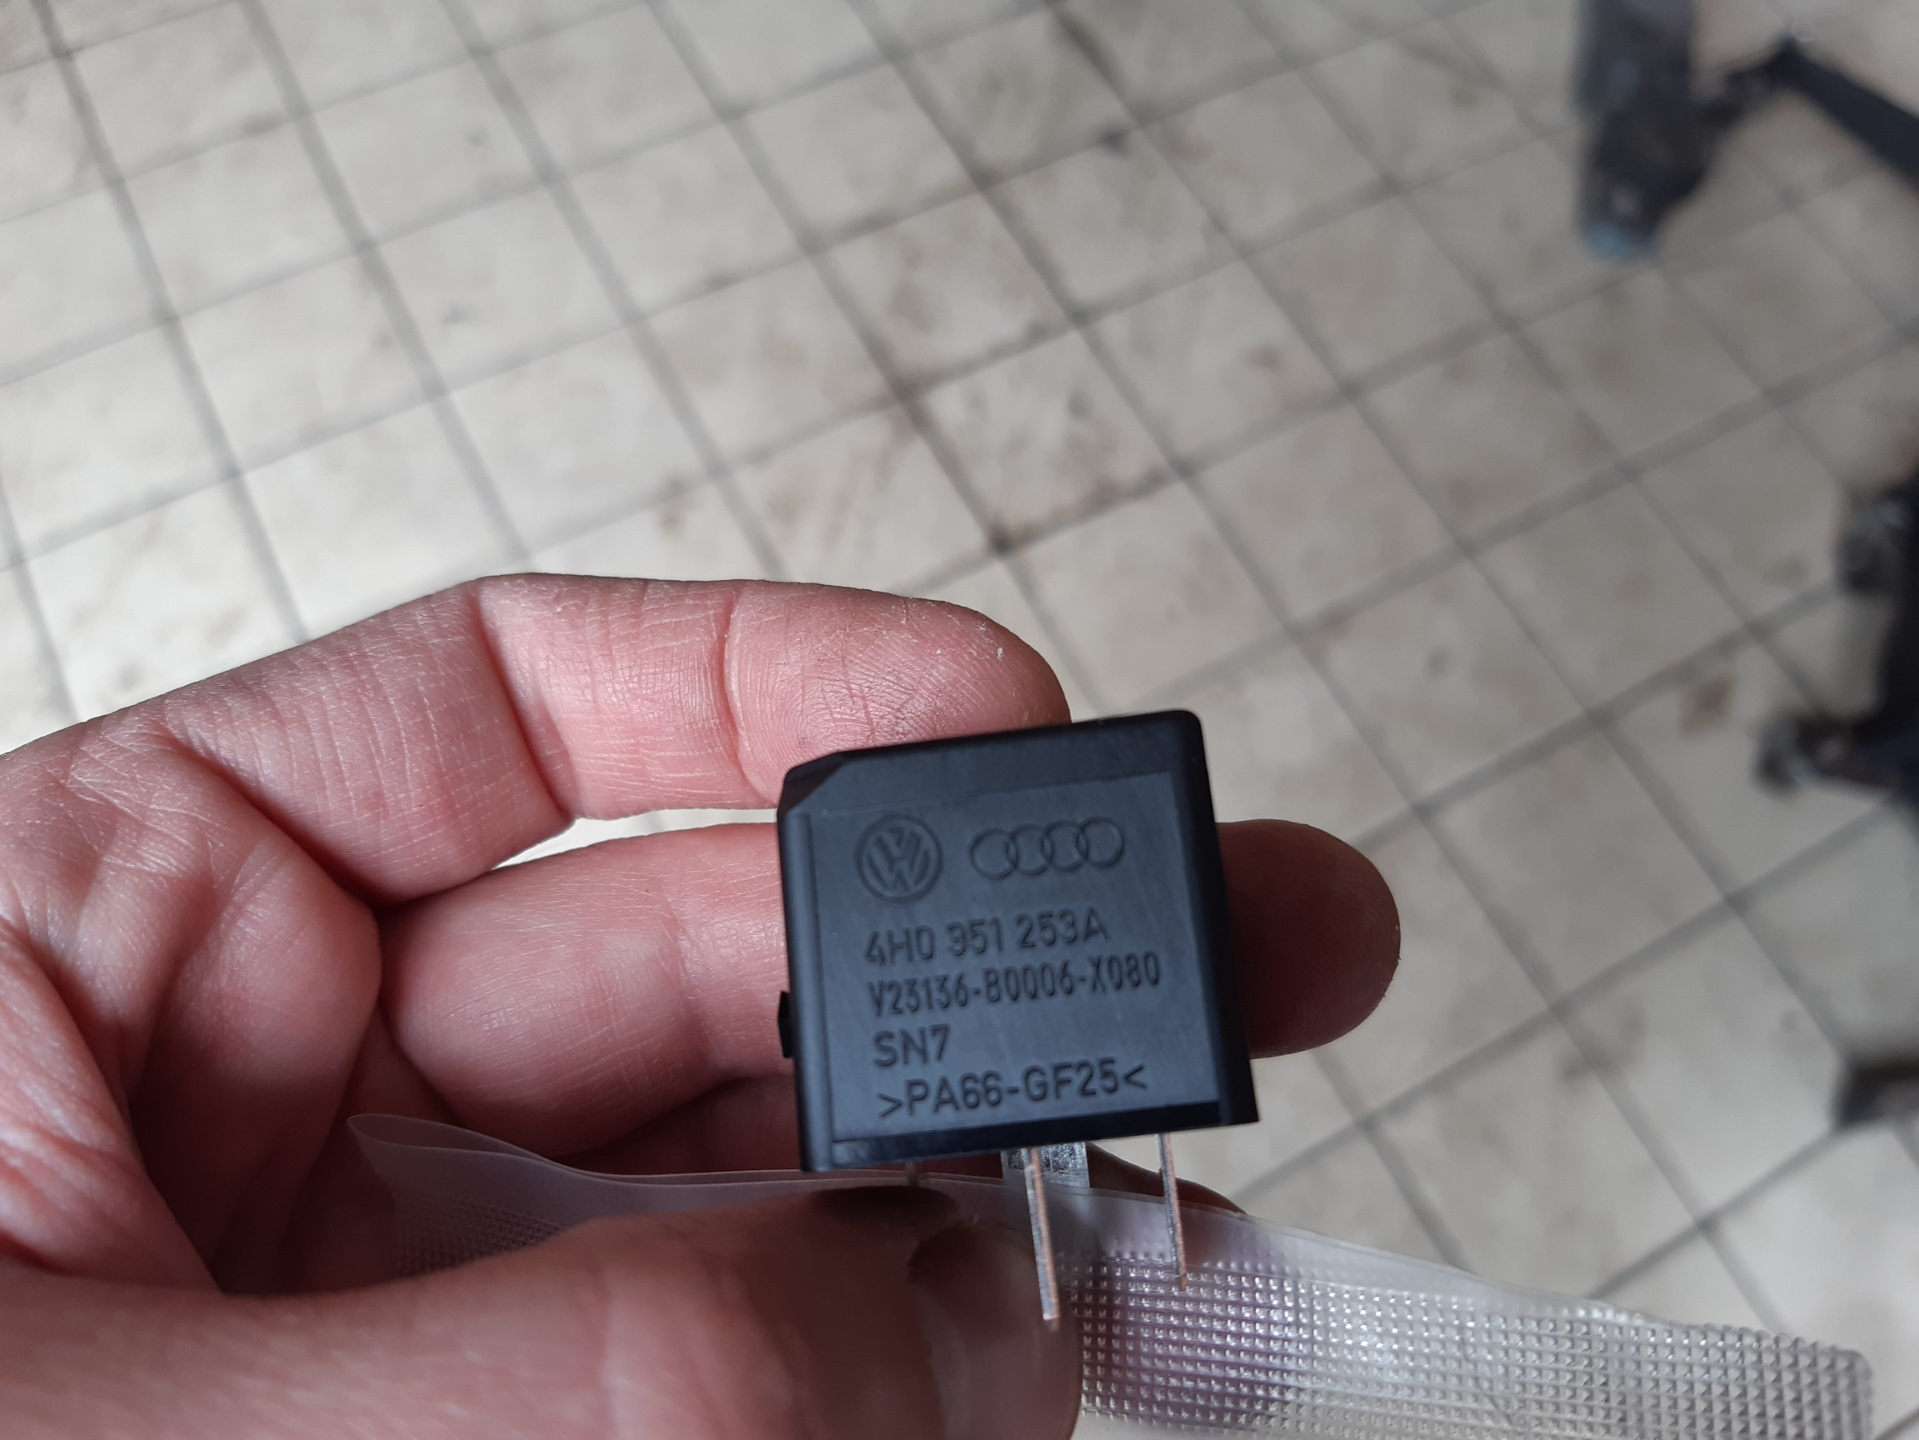 4H0 951 253A
V23136-B0006-X080
SN7
>PA66-GF25<